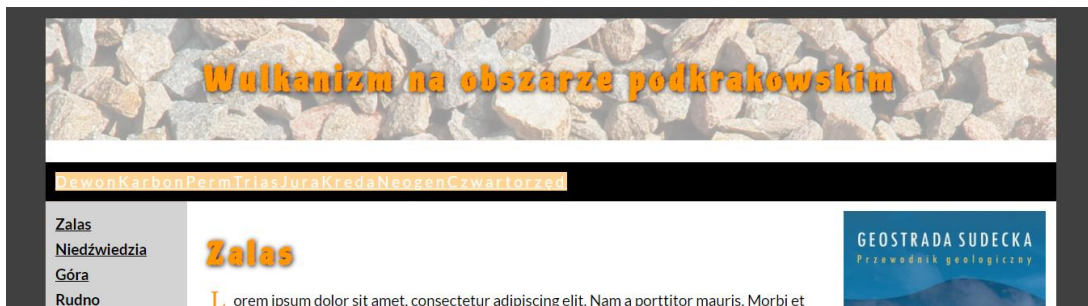 Wulkanizm na obszarze podkrakowskim
DewonKarbonPermTriasJuraKredaNeogenCzwartorzęd
Zalas
Niedźwiedzia
Góra
Rudno
Zalas
Lorem ipsum dolor sit amet, consectetur adipiscing elit. Nam a porttitor mauris. Morbi et
GEOSTRADA SUDECKA
Przewodnik geologiczny